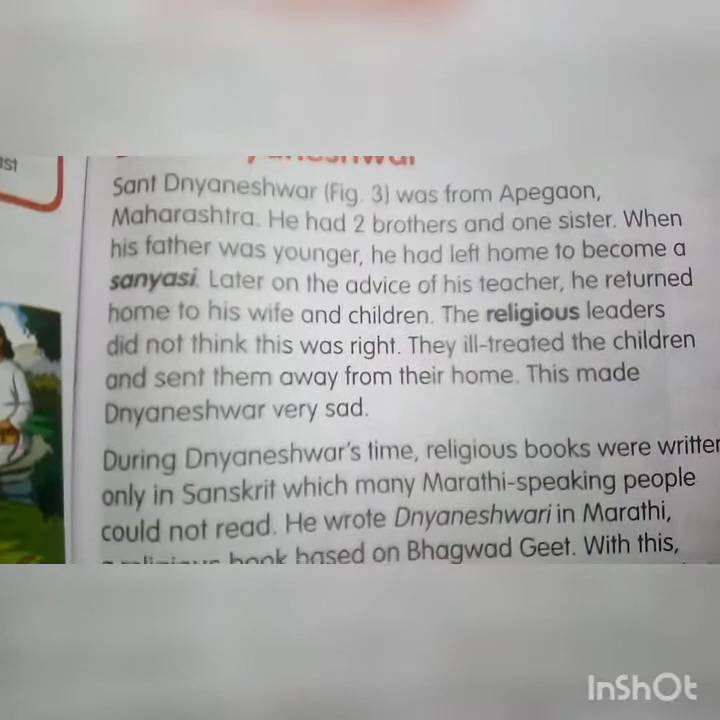 Sant Dnyaneshwar (Fig. 3) was from Apegaon,
Maharashtra. He had 2 brothers and one sister. When
his father was younger, he had left home to become a
sanyasi. Later on the advice of his teacher, he returned
home to his wife and children. The religious leaders
did not think this was right. They ill-treated the children
and sent them away from their home. This made
Dnyaneshwar very sad.
During Dnyaneshwar's time, religious books were written
only in Sanskrit which many Marathi-speaking people
could not read. He wrote Dnyaneshwari in Marathi,
a religious book based on Bhagwad Geet. With this,
InShOt